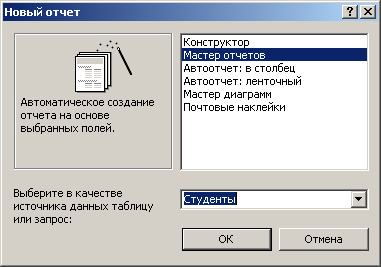 Новый отчет
Конструктор
Мастер отчетов
Автоотчет: в столбец
Автоотчет: ленточный
Мастер диаграмм
Почтовые наклейки
Автоматическое создание
отчета на основе
выбранных полей.
Выберите в качестве
источника данных таблицу
или запрос:
Студенты
ОК
Отмена